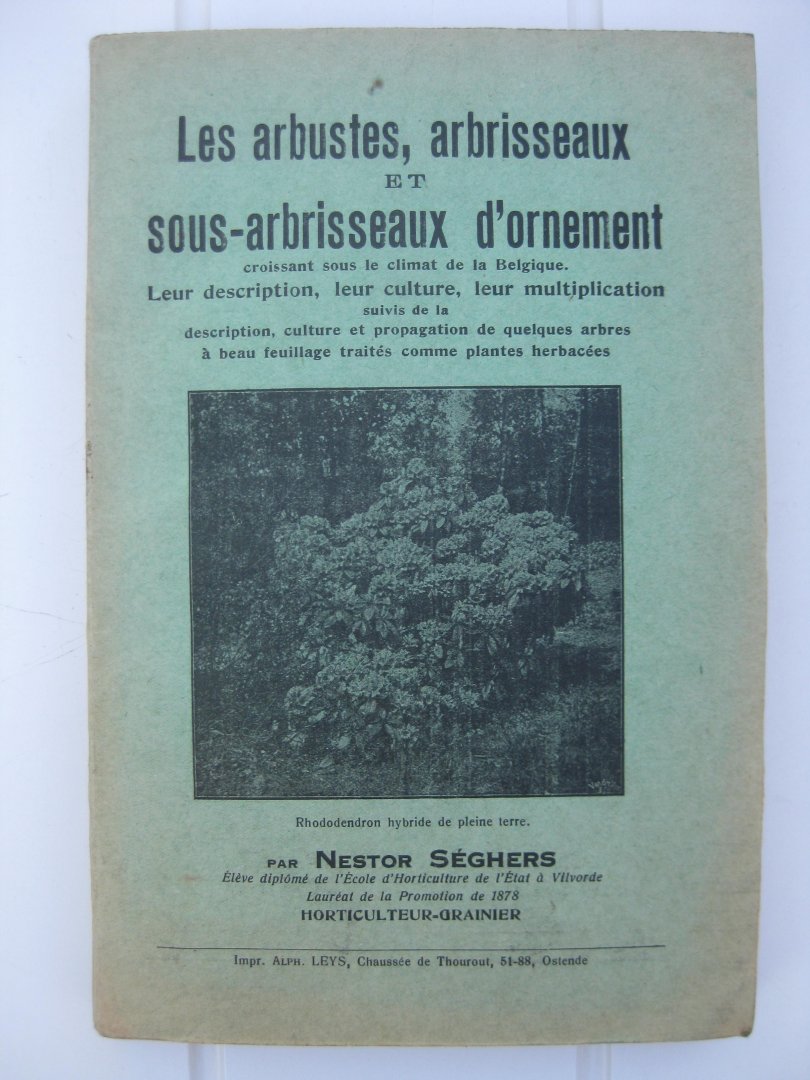 Les arbustes, arbrisseaux
ET
sous-arbrisseaux d'ornement
croissant sous le climat de la Belgique.
Leur description, leur culture, leur multiplication
suivis de la
description, culture et propagation de quelques arbres
à beau feuillage traités comme plantes herbacées
Rhododendron hybride de pleine terre.
PAR NESTOR SÉGHERS
Élève diplômé de l'École d'Horticulture de l'État à Vilvorde
Lauréat de la Promotion de 1878
HORTICULTEUR-GRAINIER
Impr. ALPH. LEYS, Chaussée de Thourout, 51-88, Ostende